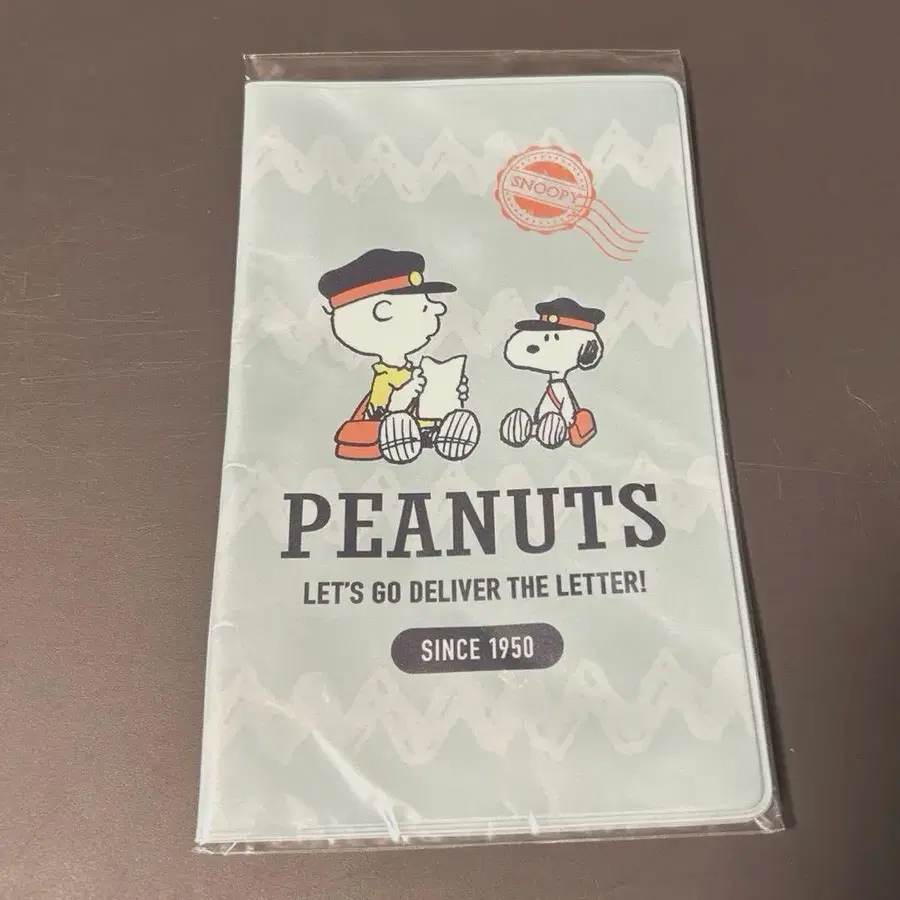 SNOOPY
PEANUTS
LET'S GO DELIVER THE LETTER!
SINCE 1950